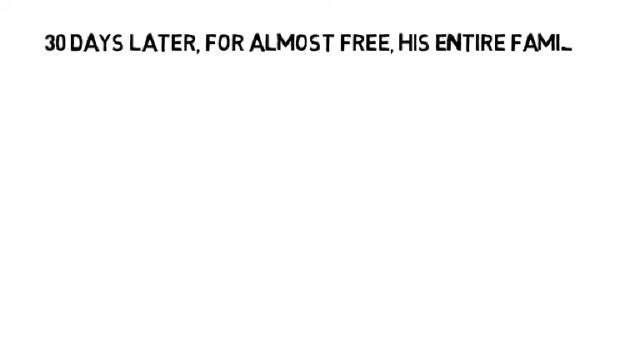 30 DAYS LATER, FOR ALMOST FREE, HIS ENTIRE FAMI